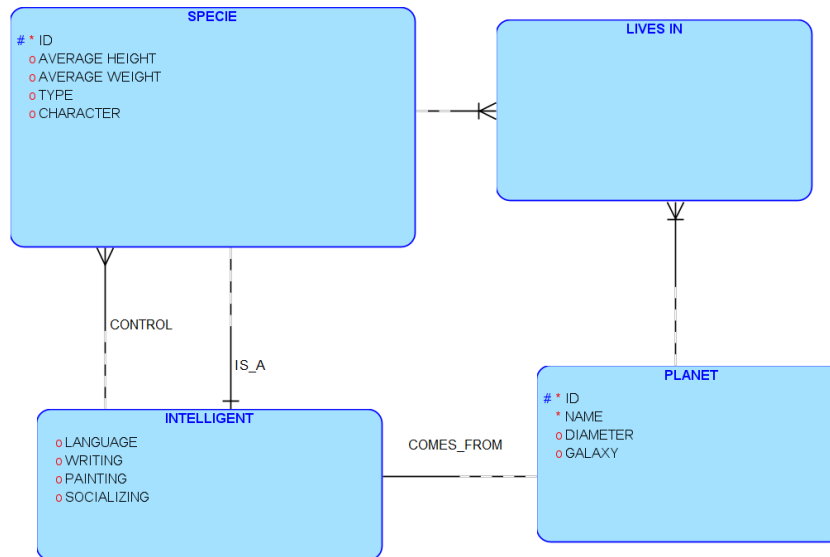 SPECIE
# * ID
o AVERAGE HEIGHT
o AVERAGE WEIGHT
o TYPE
o CHARACTER
LIVES IN
CONTROL
IS_A
INTELLIGENT
o LANGUAGE
o WRITING
o PAINTING
o SOCIALIZING
COMES_FROM
PLANET
# * ID
* NAME
o DIAMETER
o GALAXY